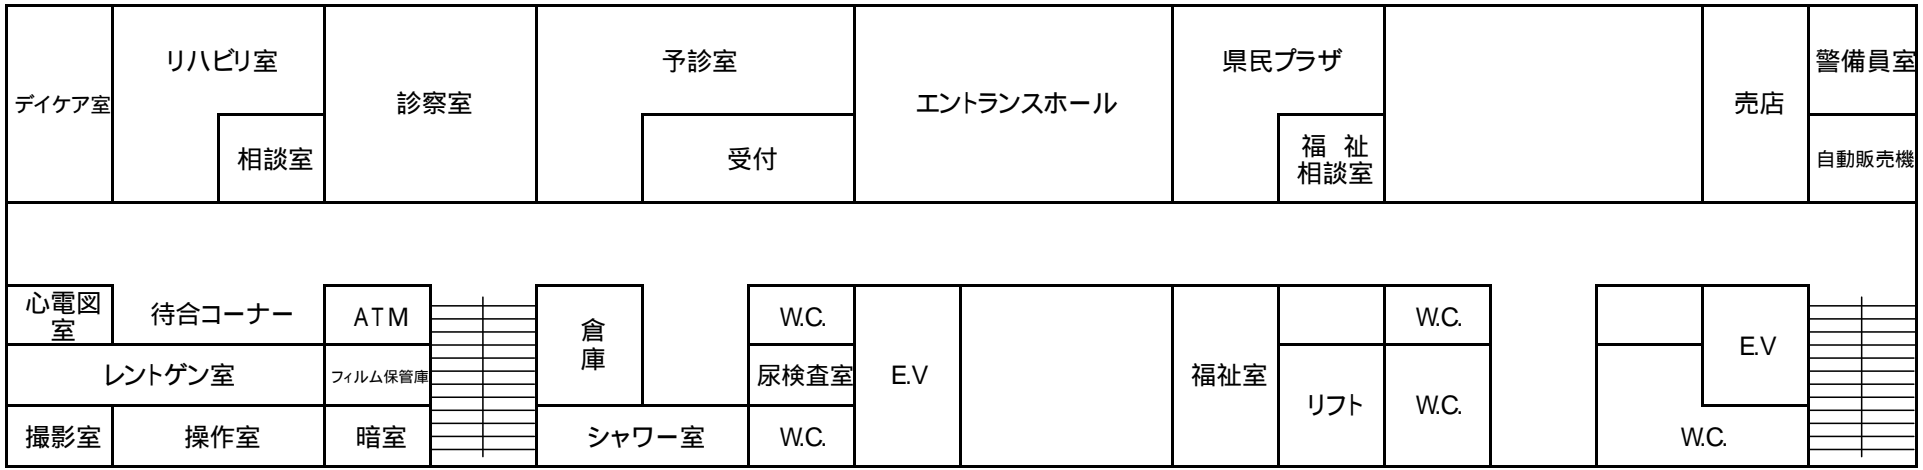 リハビリ室
予診室
県民プラザ
警備員室
デイケア室
診察室
エントランスホール
売店
相談室
受付
福 祉
相談室
自動販売機
心電図
室
待合コーナー
ATM
倉
庫
W.C.
W.C.
E.V
レントゲン室
フィルム保管庫
尿検査室
E.V
福祉室
リフト
W.C.
撮影室
操作室
暗室
シャワー室
W.C.
W.C.